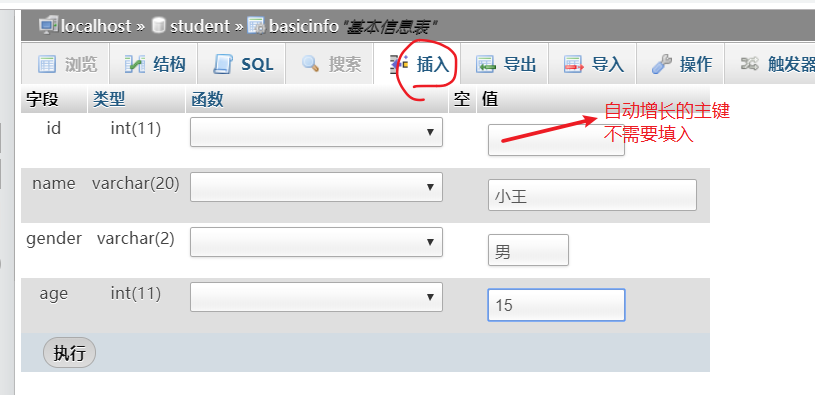 localhost » student » basicinfo "基本信息表"
浏览 结构 SQL 搜索 插入 导出 导入 操作 触发器
字段 类型 函数 空 值
自动增长的主键
id int(11)
不需要填入
name varchar(20) 小王
gender varchar(2) 男
age int(11) 15
执行